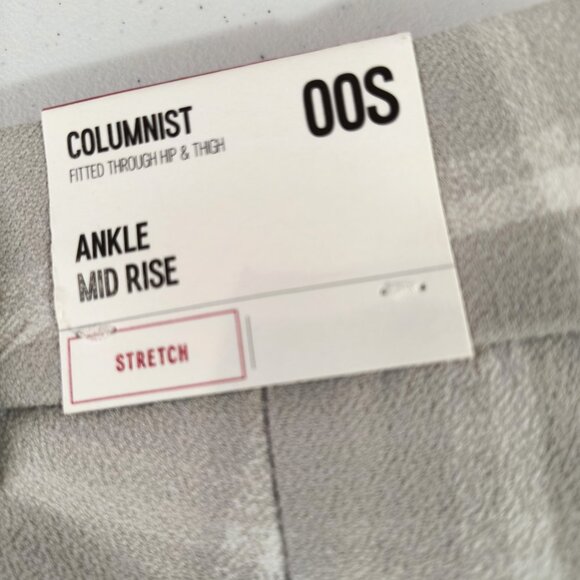 COLUMNIST
00S
FITTED THROUGH HIP & THIGH
ANKLE
MID RISE
STRETCH